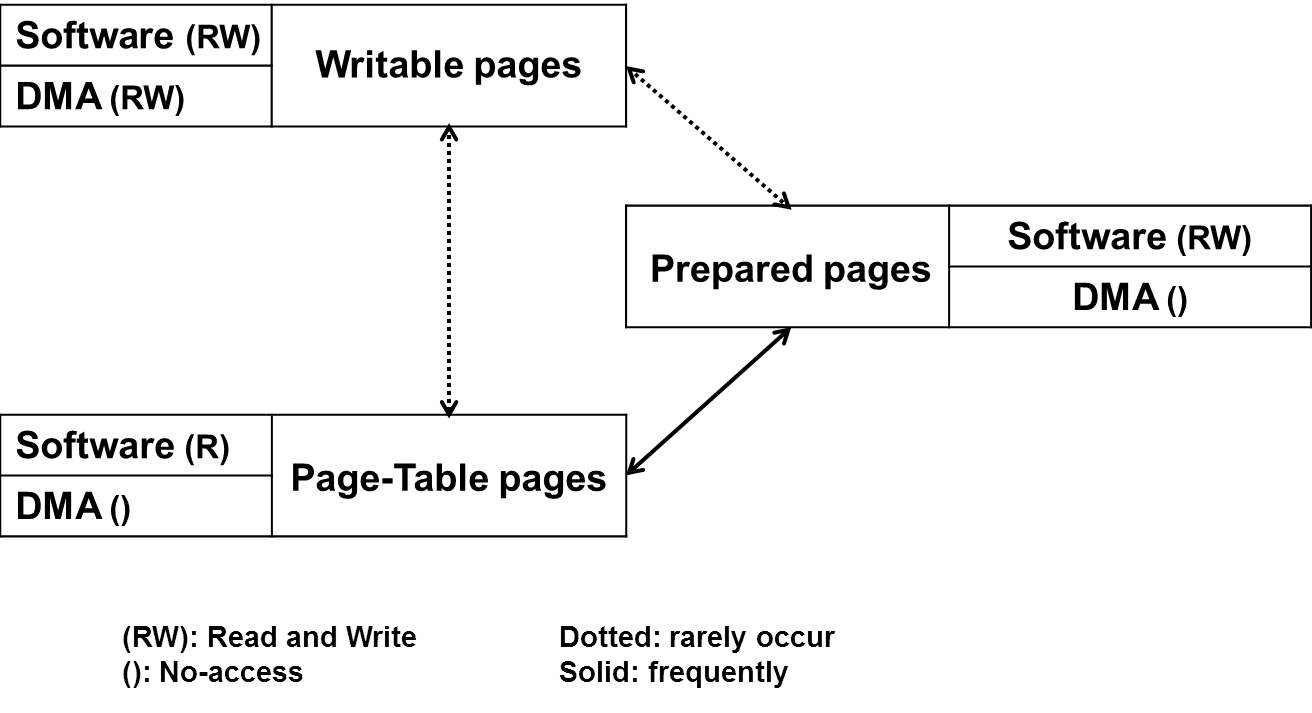 Software (RW)
DMA (RW)
Writable pages
Prepared pages
Software (RW)
DMA ()
Software (R)
DMA ()
Page-Table pages
(RW): Read and Write
(): No-access
Dotted: rarely occur
Solid: frequently